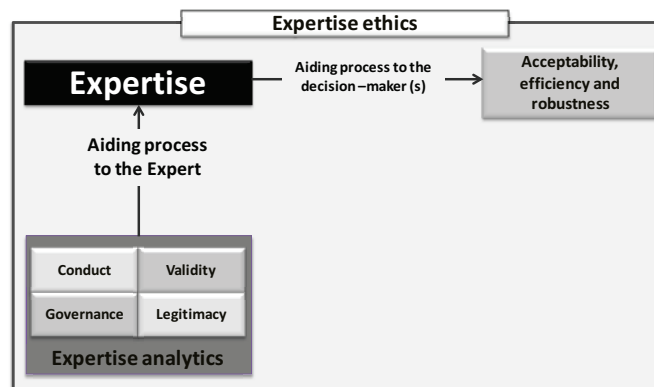 Expertise ethics
Expertise
Aiding process to the
decision –maker (s)
Acceptability,
efficiency and
robustness
Aiding process
to the Expert
Conduct
Validity
Governance
Legitimacy
Expertise analytics